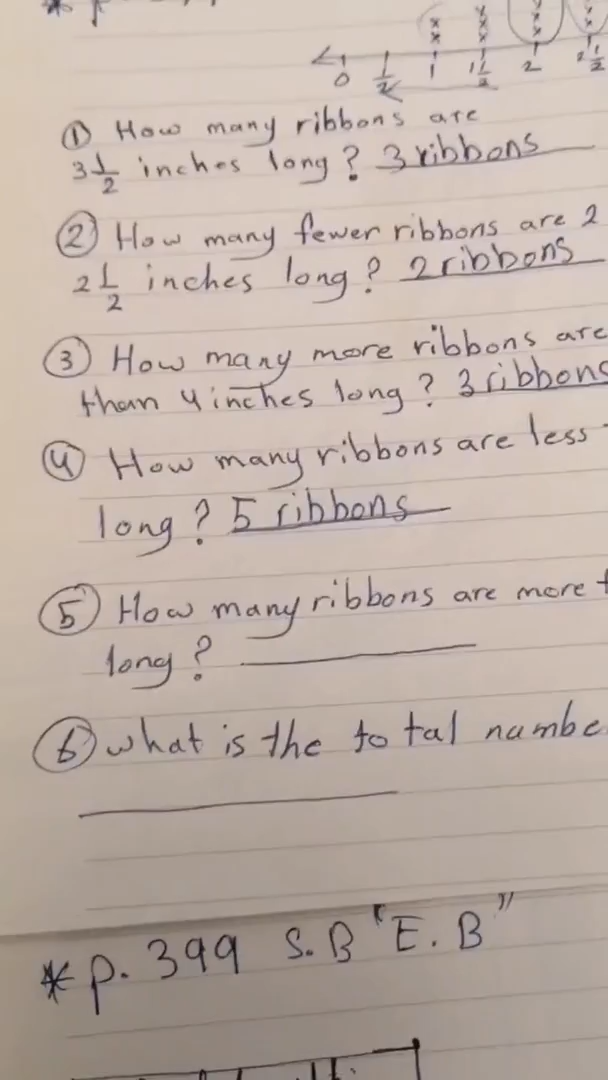 * p.
0 1/2 1 1 1/2 2 2 1/2
① How many ribbons are
3 1/2 inches long? 3 ribbons
② How many fewer ribbons are 2
2 1/2 inches long? 2 ribbons
③ How many more ribbons are
than 4 inches long? 3 ribbons
④ How many ribbons are less
long? 5 ribbons
⑤ How many ribbons are more
long?
⑥ what is the total numbe
* p. 399 S.B "E.B"